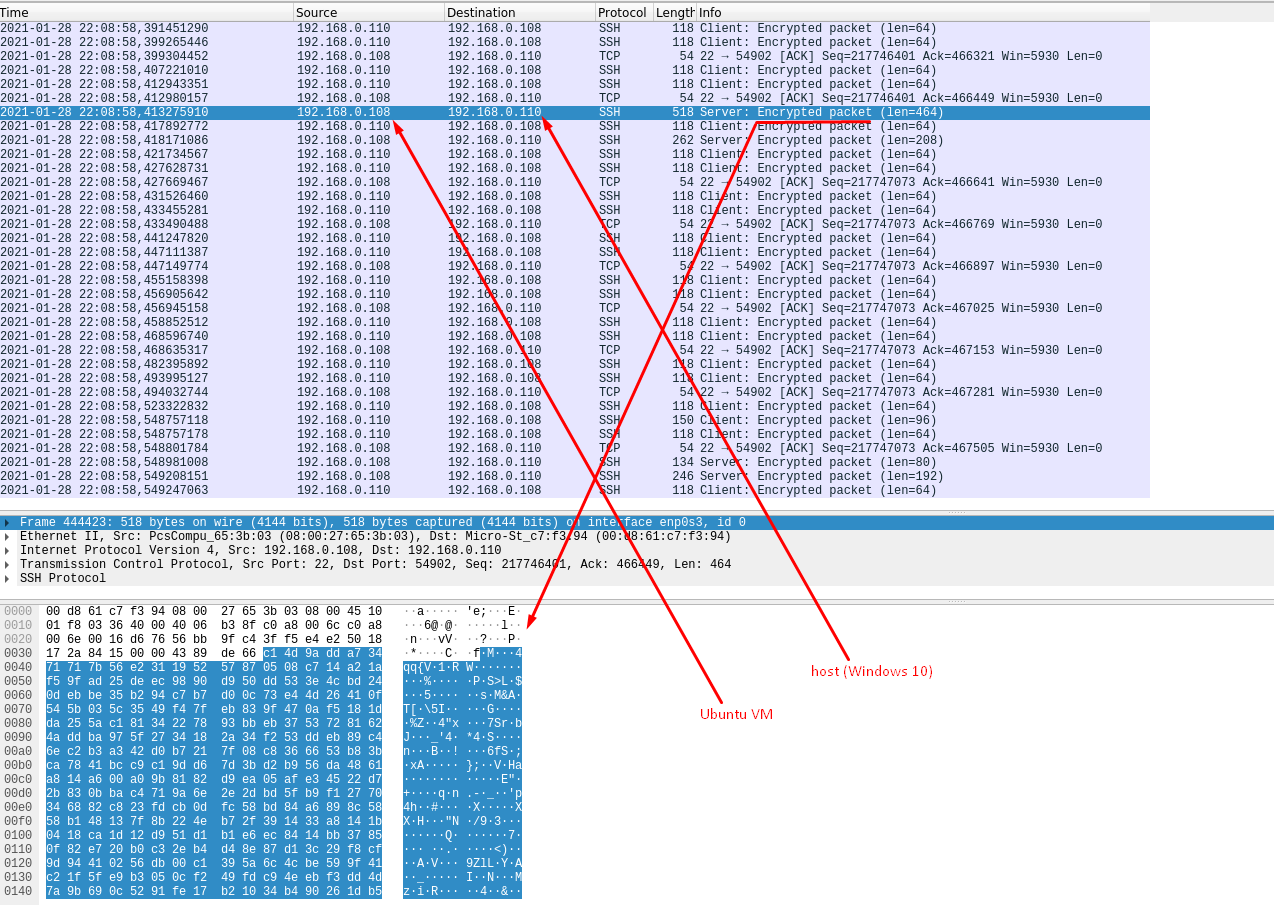 Time Source Destination Protocol Length Info
2021-01-28 22:08:58,391451290 192.168.0.110 192.168.0.108 SSH 118 Client: Encrypted packet (len=64)
2021-01-28 22:08:58,399265446 192.168.0.110 192.168.0.108 SSH 118 Client: Encrypted packet (len=64)
2021-01-28 22:08:58,399304452 192.168.0.108 192.168.0.110 TCP 54 22 → 54902 [ACK] Seq=217746401 Ack=466321 Win=5930 Len=0
2021-01-28 22:08:58,407221010 192.168.0.110 192.168.0.108 SSH 118 Client: Encrypted packet (len=64)
2021-01-28 22:08:58,412943351 192.168.0.110 192.168.0.108 SSH 118 Client: Encrypted packet (len=64)
2021-01-28 22:08:58,412980157 192.168.0.108 192.168.0.110 TCP 54 22 → 54902 [ACK] Seq=217746401 Ack=466449 Win=5930 Len=0
2021-01-28 22:08:58,413275910 192.168.0.108 192.168.0.110 SSH 518 Server: Encrypted packet (len=464)
2021-01-28 22:08:58,417892772 192.168.0.110 192.168.0.108 SSH 118 Client: Encrypted packet (len=64)
2021-01-28 22:08:58,418171086 192.168.0.108 192.168.0.110 SSH 262 Server: Encrypted packet (len=208)
2021-01-28 22:08:58,421734567 192.168.0.110 192.168.0.108 SSH 118 Client: Encrypted packet (len=64)
2021-01-28 22:08:58,427628731 192.168.0.110 192.168.0.108 SSH 118 Client: Encrypted packet (len=64)
2021-01-28 22:08:58,427669467 192.168.0.108 192.168.0.110 TCP 54 22 → 54902 [ACK] Seq=217747073 Ack=466641 Win=5930 Len=0
2021-01-28 22:08:58,431526460 192.168.0.110 192.168.0.108 SSH 118 Client: Encrypted packet (len=64)
2021-01-28 22:08:58,433455281 192.168.0.110 192.168.0.108 SSH 118 Client: Encrypted packet (len=64)
2021-01-28 22:08:58,433490488 192.168.0.108 192.168.0.110 TCP 54 22 → 54902 [ACK] Seq=217747073 Ack=466769 Win=5930 Len=0
2021-01-28 22:08:58,441247820 192.168.0.110 192.168.0.108 SSH 118 Client: Encrypted packet (len=64)
2021-01-28 22:08:58,447111387 192.168.0.110 192.168.0.108 SSH 118 Client: Encrypted packet (len=64)
2021-01-28 22:08:58,447149774 192.168.0.108 192.168.0.110 TCP 54 22 → 54902 [ACK] Seq=217747073 Ack=466897 Win=5930 Len=0
2021-01-28 22:08:58,455158398 192.168.0.110 192.168.0.108 SSH 118 Client: Encrypted packet (len=64)
2021-01-28 22:08:58,456905642 192.168.0.110 192.168.0.108 SSH 118 Client: Encrypted packet (len=64)
2021-01-28 22:08:58,456945158 192.168.0.108 192.168.0.110 TCP 54 22 → 54902 [ACK] Seq=217747073 Ack=467025 Win=5930 Len=0
2021-01-28 22:08:58,458852512 192.168.0.110 192.168.0.108 SSH 118 Client: Encrypted packet (len=64)
2021-01-28 22:08:58,468596740 192.168.0.110 192.168.0.108 SSH 118 Client: Encrypted packet (len=64)
2021-01-28 22:08:58,468635317 192.168.0.108 192.168.0.110 TCP 54 22 → 54902 [ACK] Seq=217747073 Ack=467153 Win=5930 Len=0
2021-01-28 22:08:58,482395892 192.168.0.110 192.168.0.108 SSH 118 Client: Encrypted packet (len=64)
2021-01-28 22:08:58,493995127 192.168.0.110 192.168.0.108 SSH 118 Client: Encrypted packet (len=64)
2021-01-28 22:08:58,494032744 192.168.0.108 192.168.0.110 TCP 54 22 → 54902 [ACK] Seq=217747073 Ack=467281 Win=5930 Len=0
2021-01-28 22:08:58,523322832 192.168.0.110 192.168.0.108 SSH 118 Client: Encrypted packet (len=64)
2021-01-28 22:08:58,548757118 192.168.0.110 192.168.0.108 SSH 150 Client: Encrypted packet (len=96)
2021-01-28 22:08:58,548757178 192.168.0.110 192.168.0.108 SSH 118 Client: Encrypted packet (len=64)
2021-01-28 22:08:58,548801784 192.168.0.108 192.168.0.110 TCP 54 22 → 54902 [ACK] Seq=217747073 Ack=467505 Win=5930 Len=0
2021-01-28 22:08:58,548981008 192.168.0.108 192.168.0.110 SSH 134 Server: Encrypted packet (len=80)
2021-01-28 22:08:58,549208151 192.168.0.108 192.168.0.110 SSH 246 Server: Encrypted packet (len=192)
2021-01-28 22:08:58,549247063 192.168.0.110 192.168.0.108 SSH 118 Client: Encrypted packet (len=64)
Frame 444423: 518 bytes on wire (4144 bits), 518 bytes captured (4144 bits) on interface enp0s3, id 0
Ethernet II, Src: PcsCompu_65:3b:03 (08:00:27:65:3b:03), Dst: Micro-St_c7:f3:94 (00:d8:61:c7:f3:94)
Internet Protocol Version 4, Src: 192.168.0.108, Dst: 192.168.0.110
Transmission Control Protocol, Src Port: 22, Dst Port: 54902, Seq: 217746401, Ack: 466449, Len: 464
SSH Protocol
0000 00 d8 61 c7 f3 94 08 00 27 65 3b 03 08 00 45 10 ··a····· 'e;···E·
0010 01 f8 03 36 40 00 40 06 b3 8f c0 a8 00 6c c0 a8 ···6@·@· ·····l··
0020 00 6e 00 16 d6 76 56 bb 9f c4 3f f5 e4 e2 50 18 ·n···vV· ··?···P·
0030 17 2a 84 15 00 00 43 89 de 66 c1 4d 9a dd a7 34 ·*····C· ·f·M···4
0040 71 71 7b 56 e2 31 19 52 57 87 05 08 c7 14 a2 1a qq{V·1·R W·······
0050 f5 9f ad 25 de ec 98 90 d9 50 dd 53 3e 4c bd 24 ···%···· ·P·S>L·$
0060 0d eb be 35 b2 94 c7 b7 d0 0c 73 e4 4d 26 41 0f ···5···· ··s·M&A·
0070 54 5b 03 5c 35 49 f4 7f eb 83 9f 47 0a f5 18 1d T[·\5I·· ···G····
0080 da 25 5a c1 81 34 22 78 93 bb eb 37 53 72 81 62 ·%Z··4"x ···7Sr·b
0090 4a dd ba 97 5f 27 34 18 2a 34 f2 53 dd eb 89 c4 J···_'4· *4·S····
00a0 6e c2 b3 a3 42 d0 b7 21 7f 08 c8 36 66 53 b8 3b n···B··! ···6fS·;
00b0 ca 78 41 bc c9 c1 9d d6 7d 3b d2 b9 56 da 48 61 ·xA····· };··V·Ha
00c0 a8 14 a6 00 a0 9b 81 82 d9 ea 05 af e3 45 22 d7 ········ ·····E"·
00d0 2b 83 0b ba c4 71 9a 6e 2e 2d bd 5f b9 f1 27 70 +····q·n .-·_··'p
00e0 34 68 82 c8 23 fd cb 0d fc 58 bd 84 a6 89 8c 58 4h··#··· ·X·····X
00f0 58 b1 48 13 7f 8b 22 4e b7 2f 39 14 33 a8 14 1b X·H···"N ·/9·3···
0100 04 18 ca 1d 12 d9 51 d1 b1 e6 ec 84 14 bb 37 85 ······Q· ······7·
0110 0f 82 e7 20 b0 c3 2e b4 d4 8e 87 d1 3c 29 f8 cf ··· ··.· ····<)··
0120 9d 94 41 02 56 db 00 c1 39 5a 6c 4c be 59 9f 41 ··A·V··· 9ZlL·Y·A
0130 c2 1f 5f e9 b3 05 0c f2 49 fd c9 4e eb f3 dd 4d ··_····· I··N···M
0140 7a 9b 69 0c 52 91 fe 17 b2 10 34 b4 90 26 1d b5 z·i·R··· ··4··&··
host (Windows 10)
Ubuntu VM